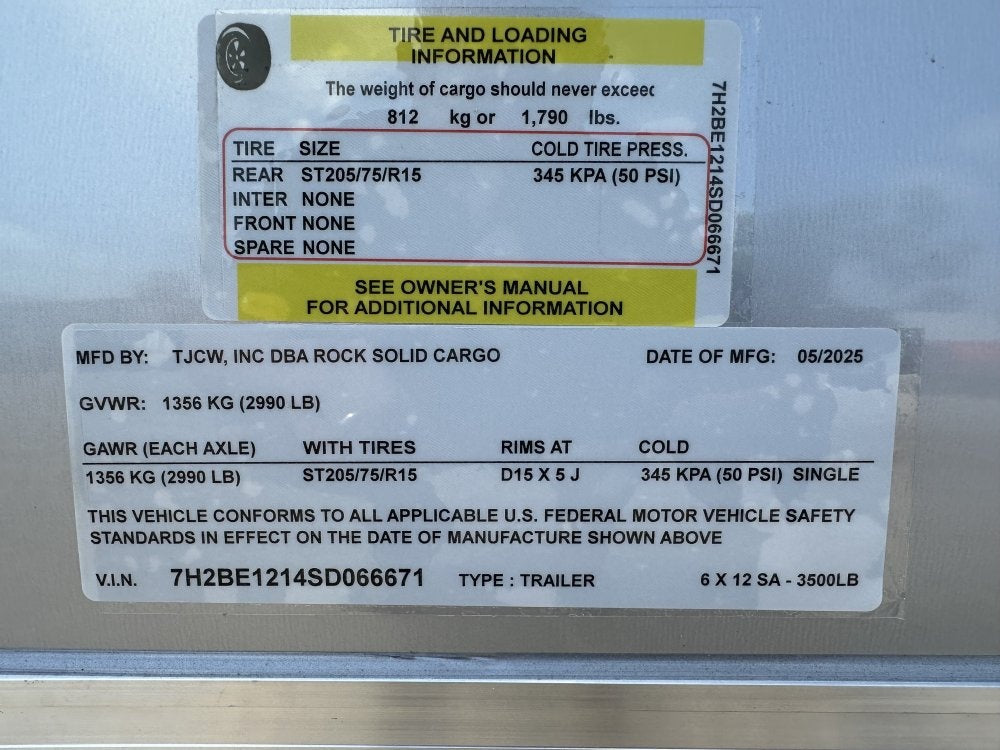 TIRE AND LOADING
INFORMATION
The weight of cargo should never exceed
812 kg or 1,790 lbs.
TIRE SIZE COLD TIRE PRESS.
REAR ST205/75/R15 345 KPA (50 PSI)
INTER NONE
FRONT NONE
SPARE NONE
SEE OWNER'S MANUAL
FOR ADDITIONAL INFORMATION
7H2BE1214SD066671
MFD BY: TJCW, INC DBA ROCK SOLID CARGO DATE OF MFG: 05/2025
GVWR: 1356 KG (2990 LB)
GAWR (EACH AXLE) WITH TIRES RIMS AT COLD
1356 KG (2990 LB) ST205/75/R15 D15 X 5 J 345 KPA (50 PSI) SINGLE
THIS VEHICLE CONFORMS TO ALL APPLICABLE U.S. FEDERAL MOTOR VEHICLE SAFETY
STANDARDS IN EFFECT ON THE DATE OF MANUFACTURE SHOWN ABOVE
V.I.N. 7H2BE1214SD066671 TYPE : TRAILER 6 X 12 SA - 3500LB